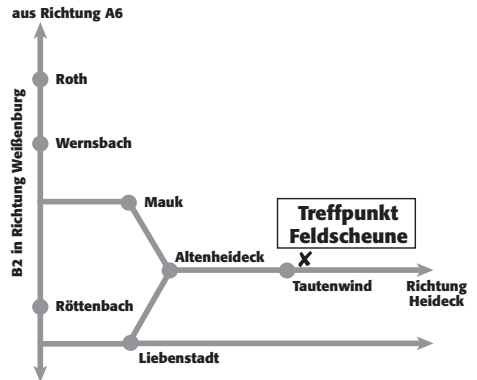 aus Richtung A6
Roth
B2 in Richtung Weißenburg
Wernsbach
Mauk
Treffpunkt
Feldscheune
Altenheideck
Tautenwind
Richtung
Heideck
Röttenbach
Liebenstadt